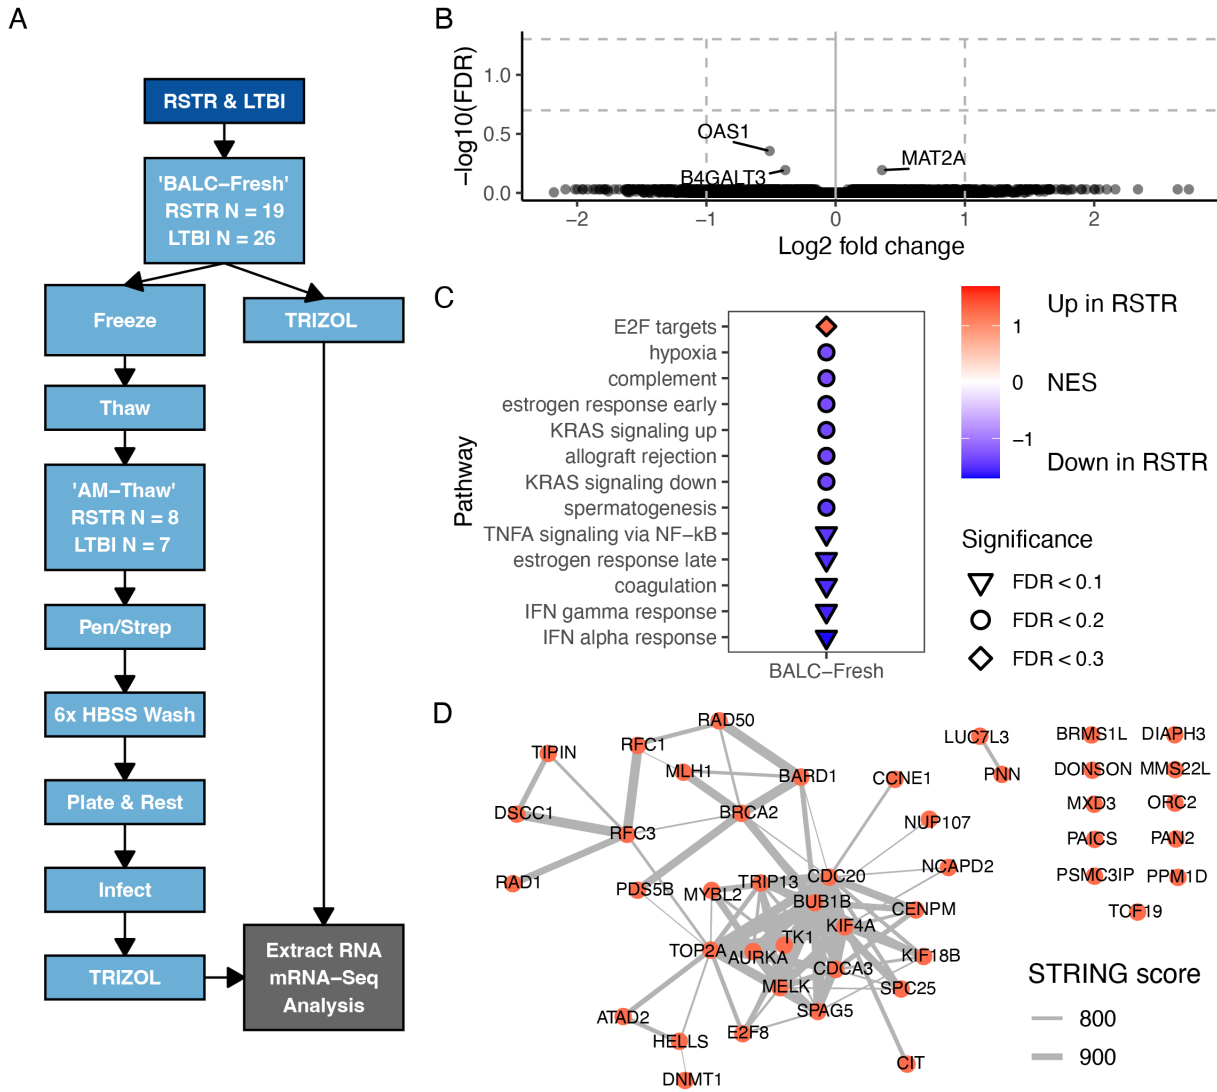 A
RSTR & LTBI
'BALC−Fresh'
RSTR N = 19
LTBI N = 26
Freeze
TRIZOL
Thaw
'AM−Thaw'
RSTR N = 8
LTBI N = 7
Pen/Strep
6x HBSS Wash
Plate & Rest
Infect
TRIZOL
Extract RNA
mRNA−Seq
Analysis
B
−log10(FDR)
1.0
0.5
0.0
OAS1
B4GALT3
MAT2A
−2
−1
0
1
2
Log2 fold change
C
Pathway
E2F targets
hypoxia
complement
estrogen response early
KRAS signaling up
allograft rejection
KRAS signaling down
spermatogenesis
TNFA signaling via NF−kB
estrogen response late
coagulation
IFN gamma response
IFN alpha response
BALC−Fresh
1
0
−1
Up in RSTR
NES
Down in RSTR
Significance
FDR < 0.1
FDR < 0.2
FDR < 0.3
D
RAD50
RFC1
TIPIN
MLH1
BARD1
CCNE1
LUC7L3
PNN
DSCC1
RFC3
BRCA2
NUP107
RAD1
PDS5B
MYBL2
TRIP13
CDC20
NCAPD2
BUB1B
CENPM
KIF4A
TK1
TOP2A
AURKA
KIF18B
CDCA3
MELK
SPC25
SPAG5
ATAD2
E2F8
HELLS
CIT
DNMT1
BRMS1L
DIAPH3
DONSON
MMS22L
MXD3
ORC2
PAICS
PAN2
PSMC3IP
PPM1D
TCF19
STRING score
800
900